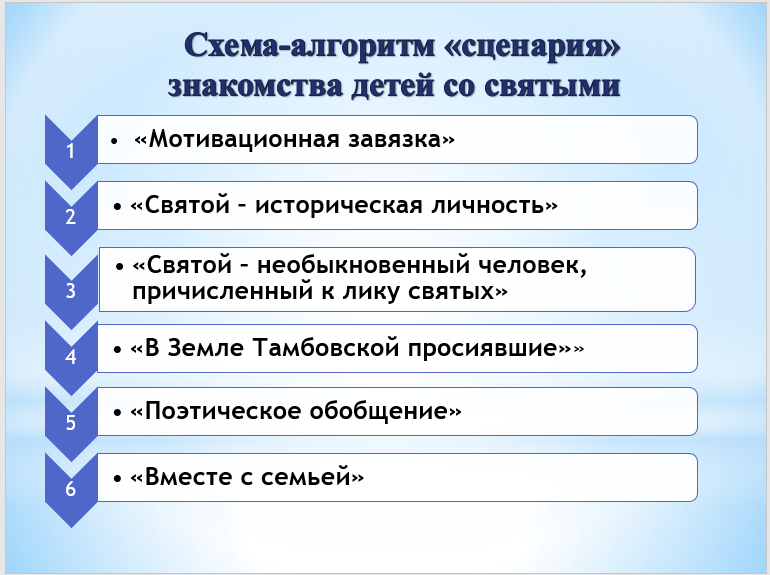 Схема-алгоритм «сценария»
знакомства детей со святыми
1
• «Мотивационная завязка»
2
• «Святой – историческая личность»
3
• «Святой – необыкновенный человек,
причисленный к лику святых»
4
• «В Земле Тамбовской просиявшие»»
5
• «Поэтическое обобщение»
6
• «Вместе с семьей»